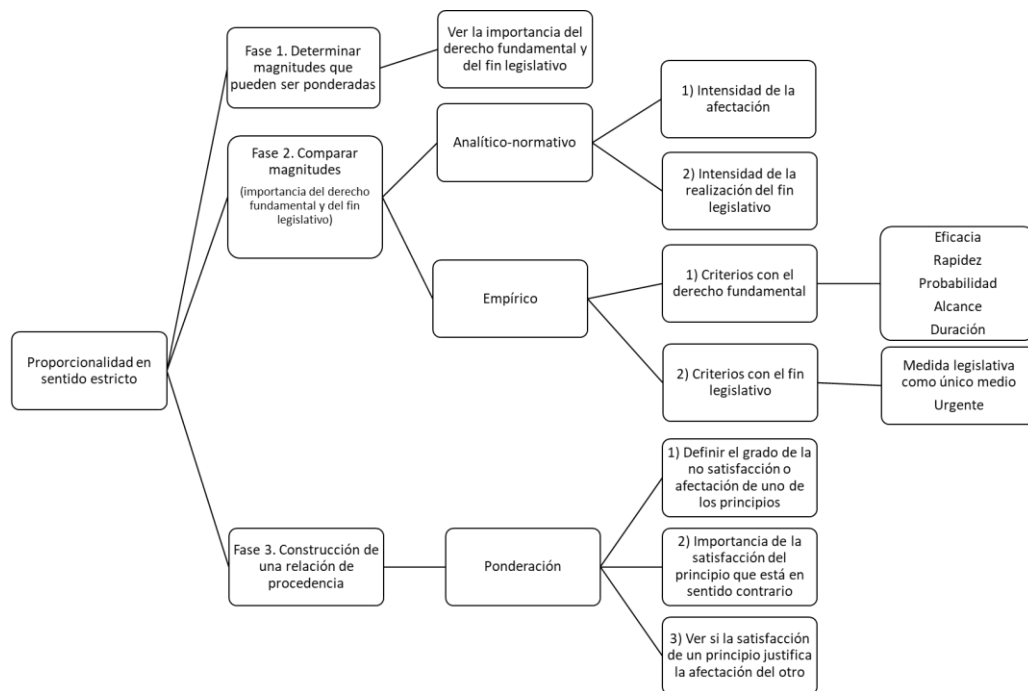 Proporcionalidad en
sentido estricto
Fase 1. Determinar
magnitudes que
pueden ser ponderadas
Ver la importancia del
derecho fundamental y
del fin legislativo
Fase 2. Comparar
magnitudes
(importancia del derecho
fundamental y del fin
legislativo)
Analítico-normativo
1) Intensidad de la
afectación
2) Intensidad de la
realización del fin
legislativo
Empírico
1) Criterios con el
derecho fundamental
Eficacia
Rapidez
Probabilidad
Alcance
Duración
2) Criterios con el fin
legislativo
Medida legislativa
como único medio
Urgente
Fase 3. Construcción de
una relación de
procedencia
Ponderación
1) Definir el grado de la
no satisfacción o
afectación de uno de
los principios
2) Importancia de la
satisfacción del
principio que está en
sentido contrario
3) Ver si la satisfacción
de un principio justifica
la afectación del otro